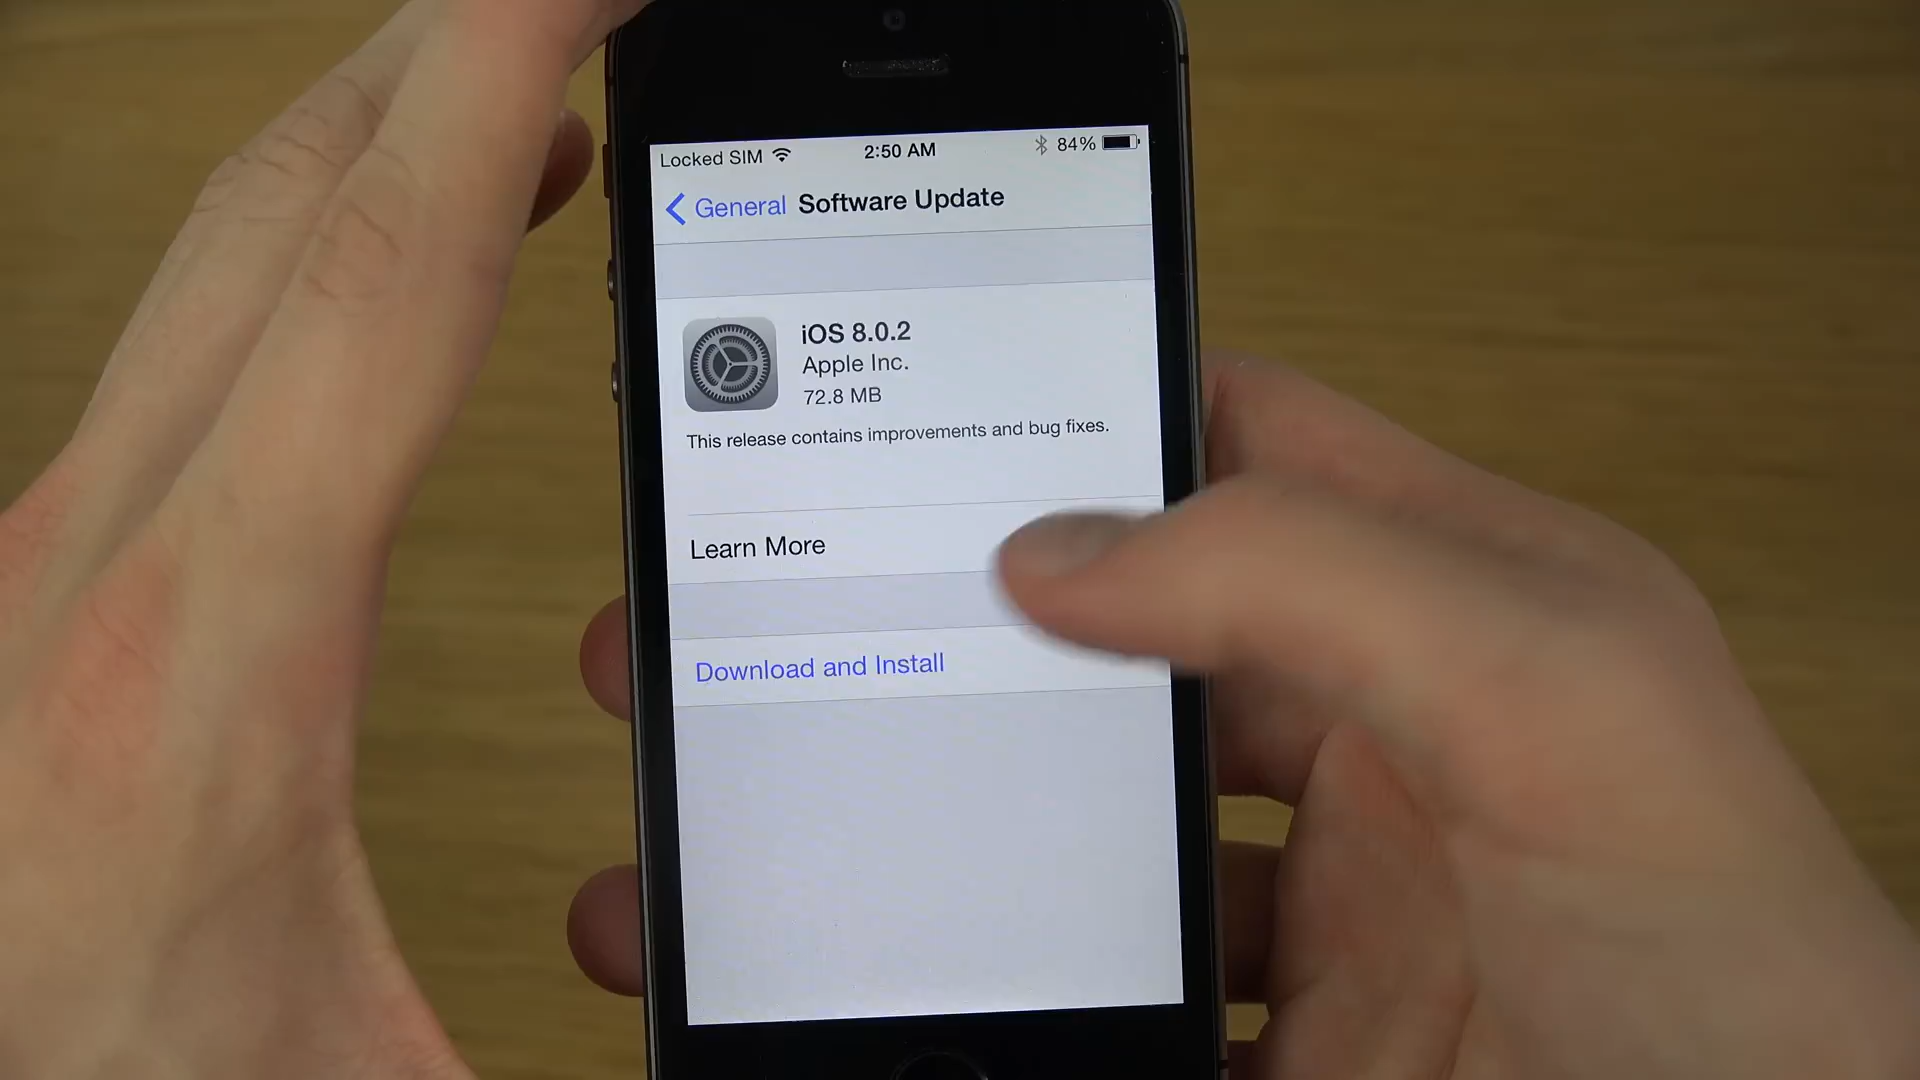 Locked SIM 2:50 AM 84%
General Software Update
iOS 8.0.2
Apple Inc.
72.8 MB
This release contains improvements and bug fixes.
Learn More
Download and Install